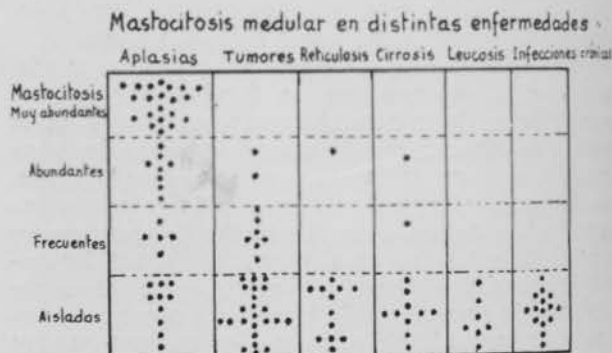 Mastocitosis medular en distintas enfermedades
Aplasias Tumores Reticulosis Cirrosis Leucosis Infecciones crónicas
Mastocitosis
Muy abundantes
Abundantes
Frecuentes
Aislados